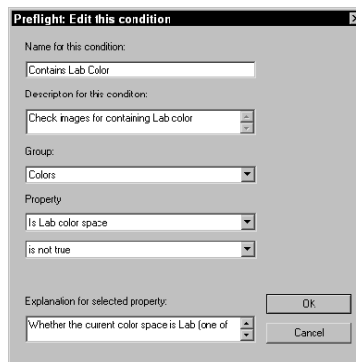 Preflight: Edit this condition
Name for this condition:
Contains Lab Color
Description for this condition:
Check images for containing Lab color
Group:
Colors
Property
Is Lab color space
is not true
Explanation for selected property:
OK
Whether the current color space is Lab (one of
Cancel